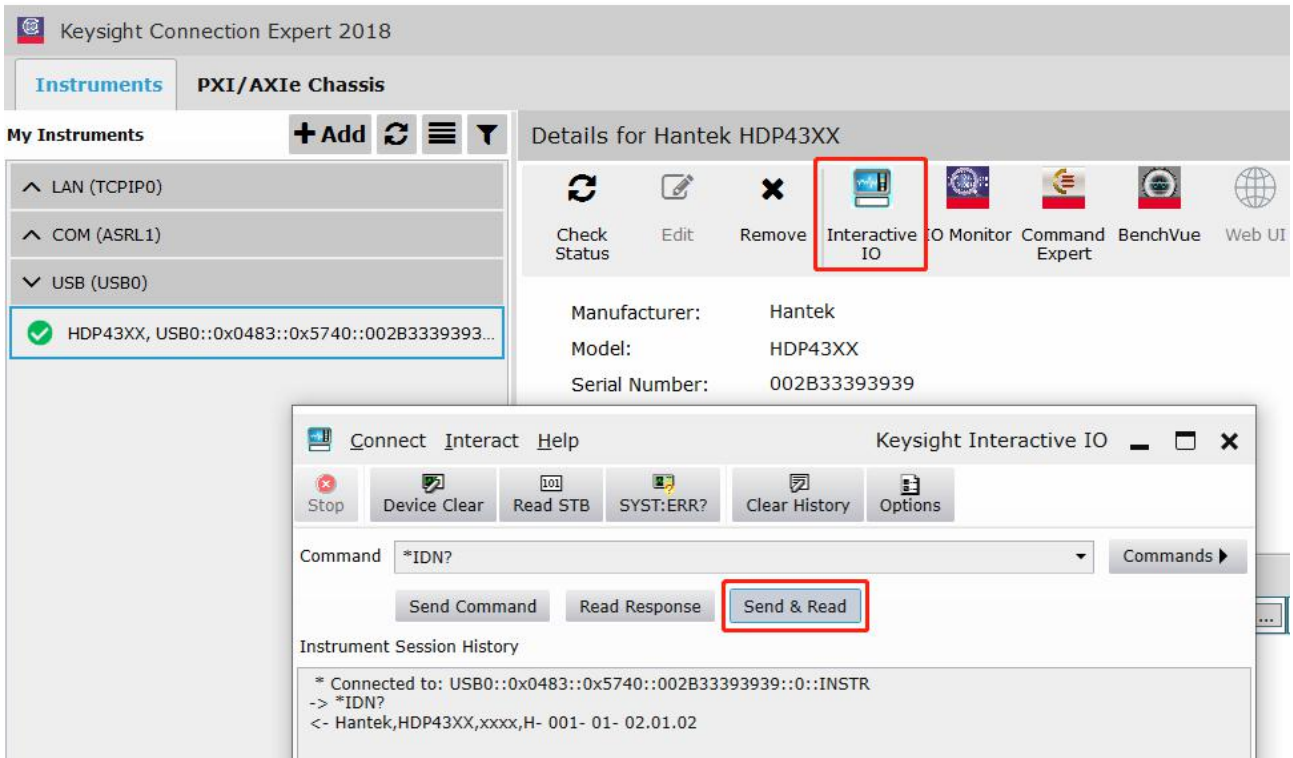 Keysight Connection Expert 2018
Instruments PXI/AXIe Chassis
My Instruments Add
LAN (TCPIP0)
COM (ASRL1)
USB (USB0)
HDP43XX, USB0::0x0483::0x5740::002B3339393...
Details for Hantek HDP43XX
Check Status
Edit
Remove
Interactive IO
IO Monitor
Command Expert
BenchVue
Web UI
Manufacturer: Hantek
Model: HDP43XX
Serial Number: 002B33393939
Connect Interact Help Keysight Interactive IO
Stop
Device Clear
101
Read STB
SYST:ERR?
Clear History
Options
Command *IDN? Commands
Send Command Read Response Send & Read
...
Instrument Session History
* Connected to: USB0::0x0483::0x5740::002B33393939::0::INSTR
-> *IDN?
<- Hantek,HDP43XX,xxxx,H- 001- 01- 02.01.02